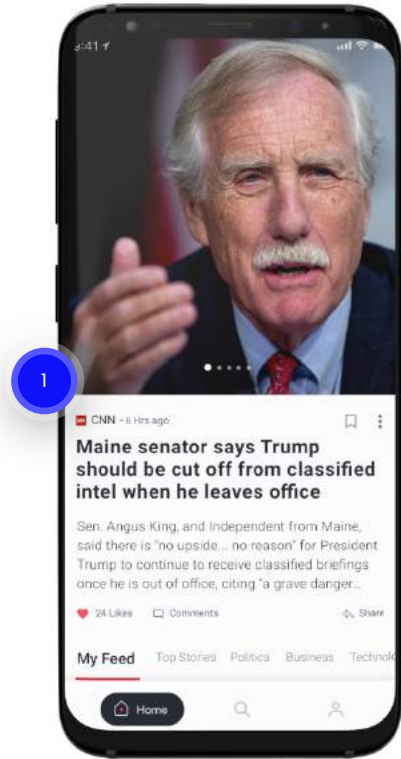 9:41
1
CNN • 6 Hrs ago
Maine senator says Trump
should be cut off from classified
intel when he leaves office
Sen. Angus King, and Independent from Maine,
said there is "no upside... no reason" for President
Trump to continue to receive classified briefings
once he is out of office, citing "a grave danger...
24 Likes Comments Share
My Feed Top Stories Politics Business Technolo
Home